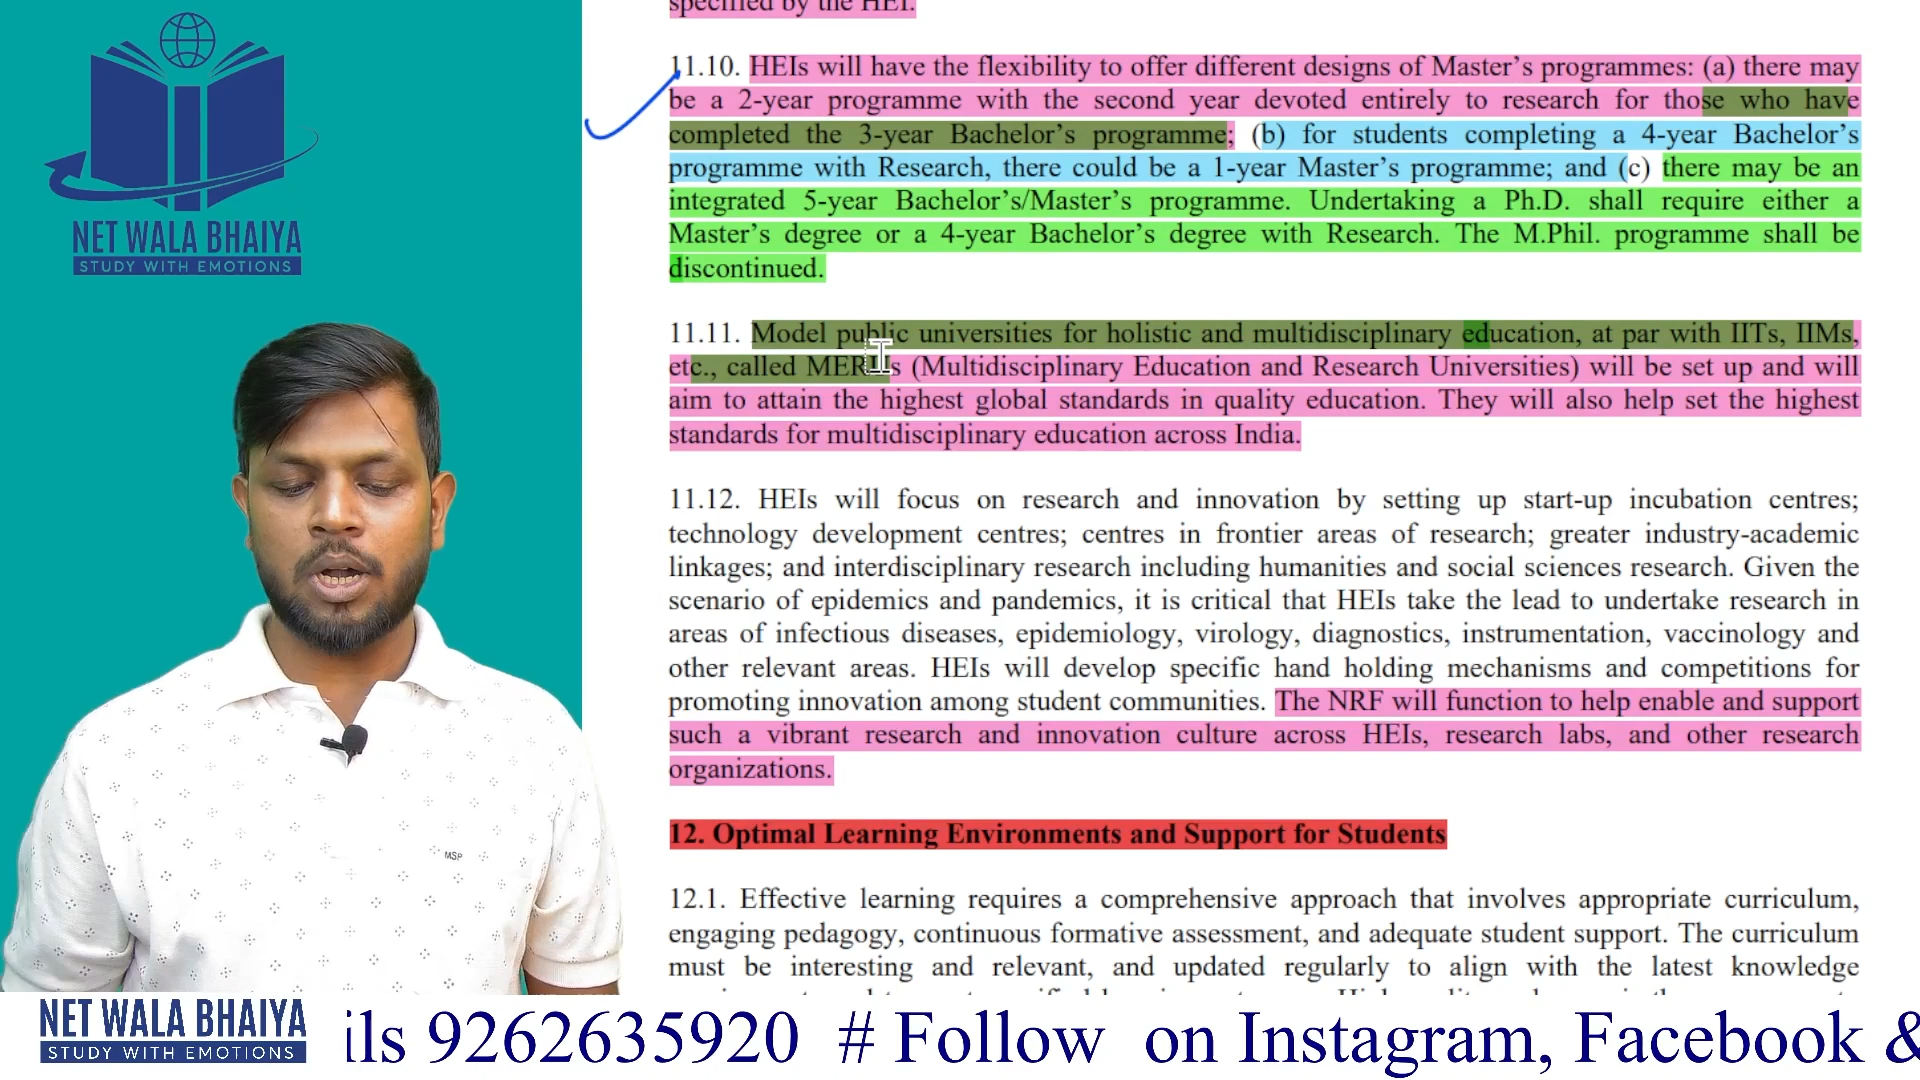 specified by the HEI.
11.10. HEIs will have the flexibility to offer different designs of Master's programmes: (a) there may
be a 2-year programme with the second year devoted entirely to research for those who have
completed the 3-year Bachelor's programme; (b) for students completing a 4-year Bachelor's
programme with Research, there could be a 1-year Master's programme; and (c) there may be an
integrated 5-year Bachelor's/Master's programme. Undertaking a Ph.D. shall require either a
Master's degree or a 4-year Bachelor's degree with Research. The M.Phil. programme shall be
discontinued.
11.11. Model public universities for holistic and multidisciplinary education, at par with IITs, IIMs,
etc., called MERUs (Multidisciplinary Education and Research Universities) will be set up and will
aim to attain the highest global standards in quality education. They will also help set the highest
standards for multidisciplinary education across India.
11.12. HEIs will focus on research and innovation by setting up start-up incubation centres;
technology development centres; centres in frontier areas of research; greater industry-academic
linkages; and interdisciplinary research including humanities and social sciences research. Given the
scenario of epidemics and pandemics, it is critical that HEIs take the lead to undertake research in
areas of infectious diseases, epidemiology, virology, diagnostics, instrumentation, vaccinology and
other relevant areas. HEIs will develop specific hand holding mechanisms and competitions for
promoting innovation among student communities. The NRF will function to help enable and support
such a vibrant research and innovation culture across HEIs, research labs, and other research
organizations.
12. Optimal Learning Environments and Support for Students
12.1. Effective learning requires a comprehensive approach that involves appropriate curriculum,
engaging pedagogy, continuous formative assessment, and adequate student support. The curriculum
must be interesting and relevant, and updated regularly to align with the latest knowledge
NET WALA BHAIYA
STUDY WITH EMOTIONS
MSP
NET WALA BHAIYA
STUDY WITH EMOTIONS
ils 9262635920 # Follow on Instagram, Facebook &